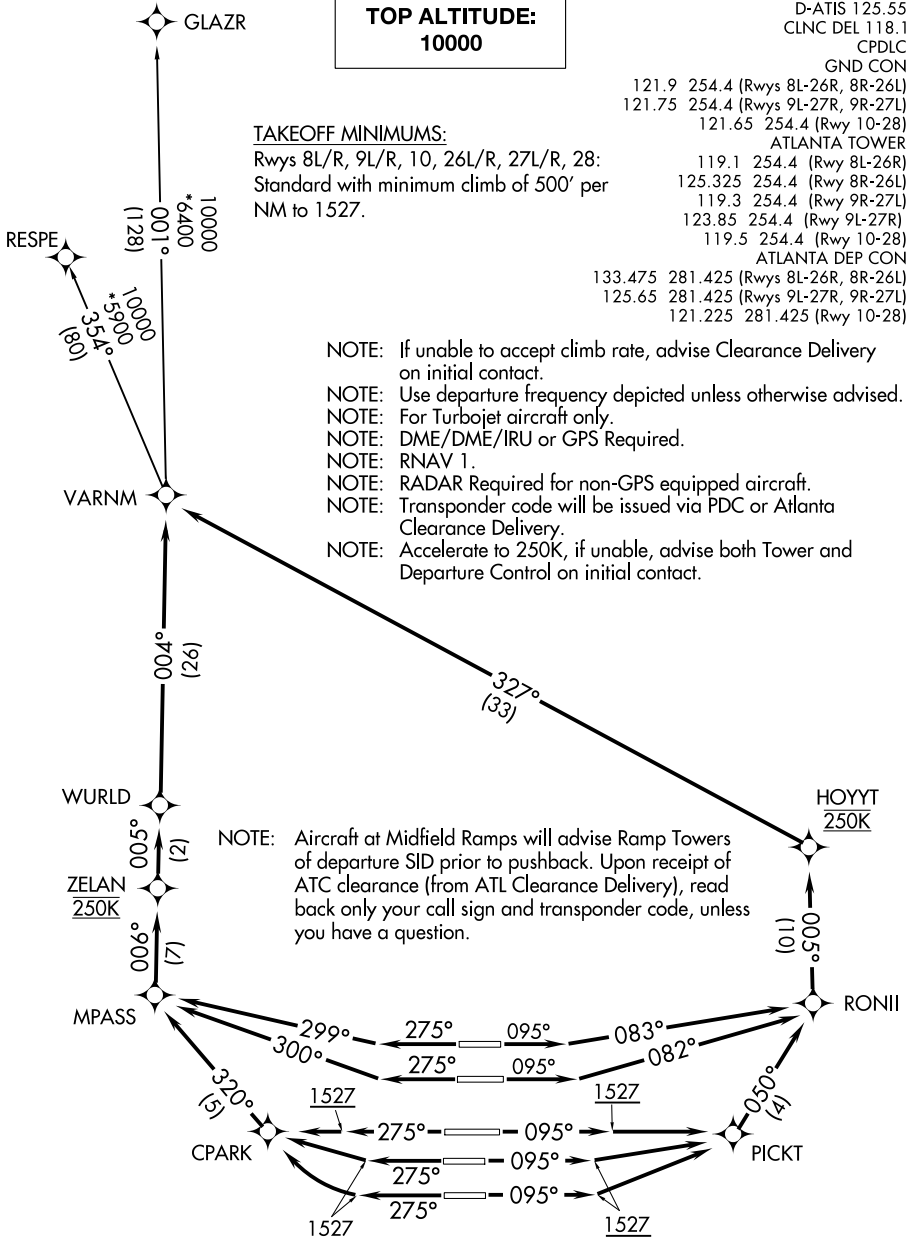 GLAZR
TOP ALTITUDE:
10000
D-ATIS 125.55
CLNC DEL 118.1
CPDLC
GND CON
121.9 254.4 (Rwys 8L-26R, 8R-26L)
121.75 254.4 (Rwys 9L-27R, 9R-27L)
121.65 254.4 (Rwy 10-28)
ATLANTA TOWER
119.1 254.4 (Rwy 8L-26R)
125.325 254.4 (Rwy 8R-26L)
119.3 254.4 (Rwy 9R-27L)
123.85 254.4 (Rwy 9L-27R)
119.5 254.4 (Rwy 10-28)
ATLANTA DEP CON
133.475 281.425 (Rwys 8L-26R, 8R-26L)
125.65 281.425 (Rwys 9L-27R, 9R-27L)
121.225 281.425 (Rwy 10-28)
TAKEOFF MINIMUMS:
Rwys 8L/R, 9L/R, 10, 26L/R, 27L/R, 28:
Standard with minimum climb of 500' per
NM to 1527.
10000
*6400
001°
(128)
RESPE
10000
*5900
354°
(80)
NOTE: If unable to accept climb rate, advise Clearance Delivery
on initial contact.
NOTE: Use departure frequency depicted unless otherwise advised.
NOTE: For Turbojet aircraft only.
NOTE: DME/DME/IRU or GPS Required.
NOTE: RNAV 1.
NOTE: RADAR Required for non-GPS equipped aircraft.
NOTE: Transponder code will be issued via PDC or Atlanta
Clearance Delivery.
NOTE: Accelerate to 250K, if unable, advise both Tower and
Departure Control on initial contact.
VARNM
004°
(26)
327°
(33)
WURLD
HOYYT
250K
005°
(2)
NOTE: Aircraft at Midfield Ramps will advise Ramp Towers
of departure SID prior to pushback. Upon receipt of
ATC clearance (from ATL Clearance Delivery), read
back only your call sign and transponder code, unless
you have a question.
ZELAN
250K
006°
(7)
005°
(10)
MPASS
RONII
299°
275°
095°
083°
300°
275°
095°
082°
320°
(5)
1527
1527
050°
(4)
CPARK
275°
095°
PICKT
275°
095°
275°
095°
1527
1527